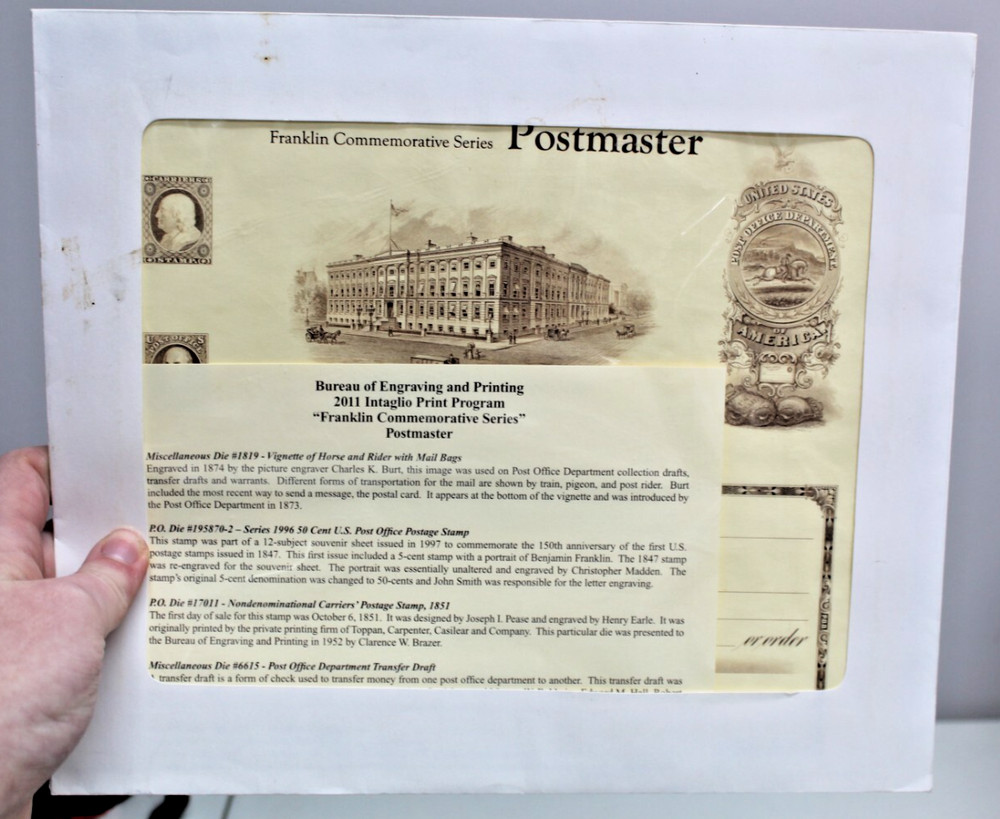 Franklin Commemorative Series Postmaster
CARRIERS
STAMP
UNITED STATES
POST OFFICE DEPARTMENT
OF
AMERICA
Bureau of Engraving and Printing
2011 Intaglio Print Program
“Franklin Commemorative Series”
Postmaster
Miscellaneous Die #1819 - Vignette of Horse and Rider with Mail Bags
Engraved in 1874 by the picture engraver Charles K. Burt, this image was used on Post Office Department collection drafts,
transfer drafts and warrants. Different forms of transportation for the mail are shown by train, pigeon, and post rider. Burt
included the most recent way to send a message, the postal card. It appears at the bottom of the vignette and was introduced by
the Post Office Department in 1873.
P.O. Die #195870-2 – Series 1996 50 Cent U.S. Post Office Postage Stamp
This stamp was part of a 12-subject souvenir sheet issued in 1997 to commemorate the 150th anniversary of the first U.S.
postage stamps issued in 1847. This first issue included a 5-cent stamp with a portrait of Benjamin Franklin. The 1847 stamp
was re-engraved for the souvenir sheet. The portrait was essentially unaltered and engraved by Christopher Madden. The
stamp's original 5-cent denomination was changed to 50-cents and John Smith was responsible for the letter engraving.
P.O. Die #17011 - Nondenominational Carriers' Postage Stamp, 1851
The first day of sale for this stamp was October 6, 1851. It was designed by Joseph I. Pease and engraved by Henry Earle. It was
originally printed by the private printing firm of Toppan, Carpenter, Casilear and Company. This particular die was presented to
the Bureau of Engraving and Printing in 1952 by Clarence W. Brazer.
or order
Miscellaneous Die #6615 - Post Office Department Transfer Draft
transfer draft is a form of check used to transfer money from one post office department to another. This transfer draft was